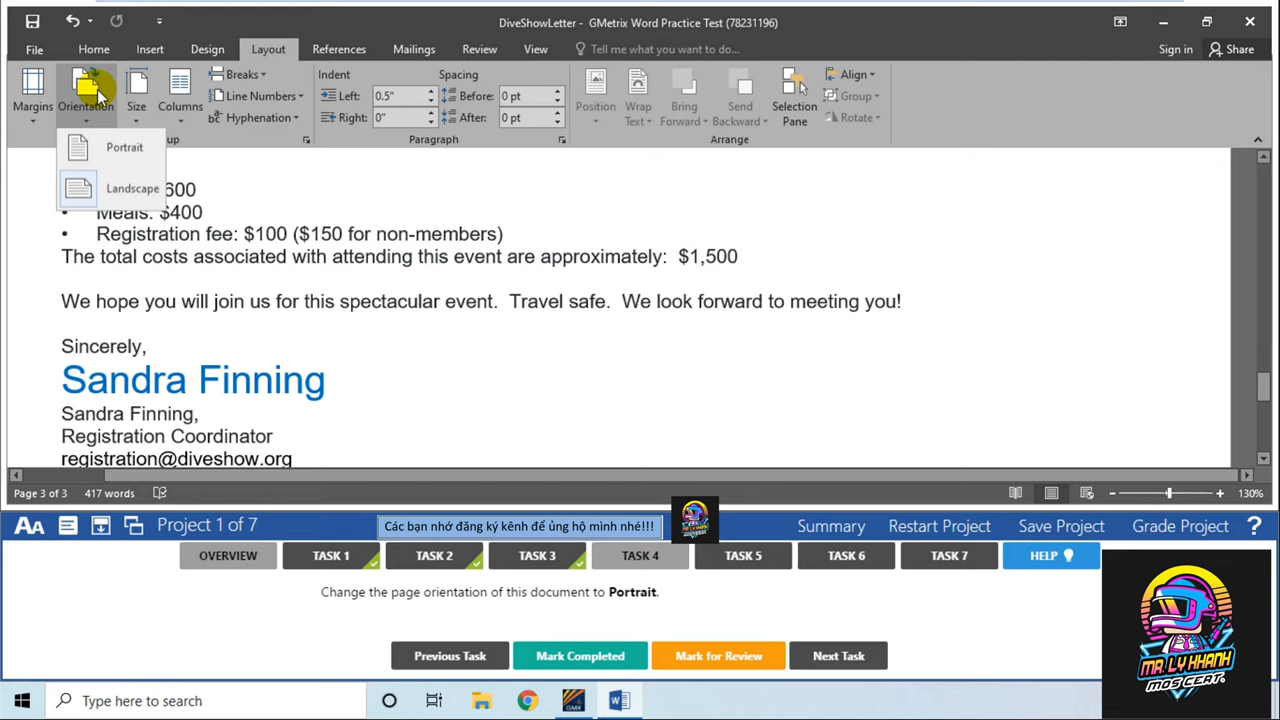 DiveShowLetter - GMetrix Word Practice Test (78231196)
File Home Insert Design Layout References Mailings Review View Tell me what you want to do... Sign in Share
Margins Orientation Size Columns
Breaks
Line Numbers
Hyphenation
Indent
Left: 0.5"
Right: 0"
Spacing
Before: 0 pt
After: 0 pt
Paragraph
Position
Wrap Text
Bring Forward
Send Backward
Selection Pane
Align
Group
Rotate
Arrange
Portrait
Landscape
600
• Meals: $400
• Registration fee: $100 ($150 for non-members)
The total costs associated with attending this event are approximately: $1,500
We hope you will join us for this spectacular event. Travel safe. We look forward to meeting you!
Sincerely,
Sandra Finning
Sandra Finning,
Registration Coordinator
registration@diveshow.org
Page 3 of 3 417 words 130%
AA Project 1 of 7 Các bạn nhớ đăng ký kênh để ủng hộ mình nhé!!! Summary Restart Project Save Project Grade Project ?
OVERVIEW TASK 1 TASK 2 TASK 3 TASK 4 TASK 5 TASK 6 TASK 7 HELP
Change the page orientation of this document to Portrait.
Previous Task Mark Completed Mark for Review Next Task
MR. LY KHANH
MOS CERT.
Type here to search